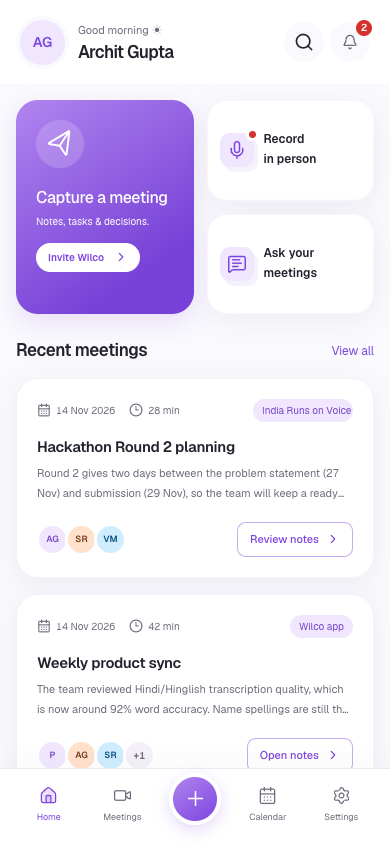 AG
Good morning ☀
Archit Gupta
2
Capture a meeting
Notes, tasks & decisions.
Invite Wilco
Record
in person
Ask your
meetings
Recent meetings
View all
14 Nov 2026
28 min
India Runs on Voice
Hackathon Round 2 planning
Round 2 gives two days between the problem statement (27
Nov) and submission (29 Nov), so the team will keep a ready...
AG
SR
VM
Review notes
14 Nov 2026
42 min
Wilco app
Weekly product sync
The team reviewed Hindi/Hinglish transcription quality, which
is now around 92% word accuracy. Name spellings are still th...
P
AG
SR
+1
Open notes
Home
Meetings
Calendar
Settings